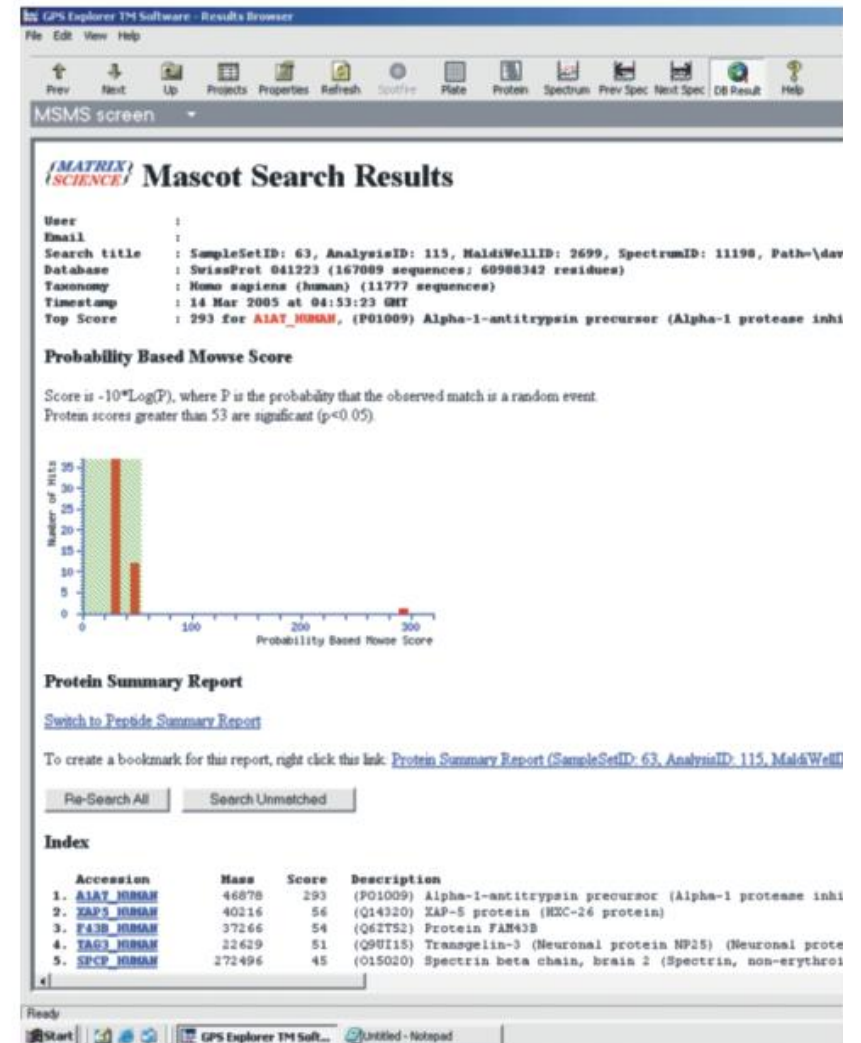 GPS Explorer TM Software - Results Browser
File Edit View Help
Prev Next Up Projects Properties Refresh Spotfire Plate Protein Spectrum Prev Spec Next Spec DB Result Help
MSMS screen
{MATRIX SCIENCE} Mascot Search Results
User :
Email :
Search title : SampleSetID: 63, AnalysisID: 115, MaldiWellID: 2699, SpectrumID: 11198, Path=\dav
Database : SwissProt 041223 (167089 sequences; 60988342 residues)
Taxonomy : Homo sapiens (human) (11777 sequences)
Timestamp : 14 Mar 2005 at 04:53:23 GMT
Top Score : 293 for A1AT_HUMAN, (P01009) Alpha-1-antitrypsin precursor (Alpha-1 protease inhi
Probability Based Mowse Score
Score is -10*Log(P), where P is the probability that the observed match is a random event.
Protein scores greater than 53 are significant (p<0.05).
Number of Hits
35
30
25
20
15
10
5
0
0 100 200 300
Probability Based Mowse Score
Protein Summary Report
Switch to Peptide Summary Report
To create a bookmark for this report, right click this link: Protein Summary Report (SampleSetID: 63, AnalysisID: 115, MaldiWellI
Re-Search All Search Unmatched
Index
Accession Mass Score Description
1. A1AT_HUMAN 46878 293 (P01009) Alpha-1-antitrypsin precursor (Alpha-1 protease inhi
2. XAP5_HUMAN 40216 56 (Q14320) XAP-5 protein (HXC-26 protein)
3. F43B_HUMAN 37266 54 (Q6ZT52) Protein FAM43B
4. TAG3_HUMAN 22629 51 (Q9UI15) Transgelin-3 (Neuronal protein NP25) (Neuronal prote
5. SPCP_HUMAN 272496 45 (O15020) Spectrin beta chain, brain 2 (Spectrin, non-erythroi
Ready
Start GPS Explorer TM Soft... Untitled - Notepad